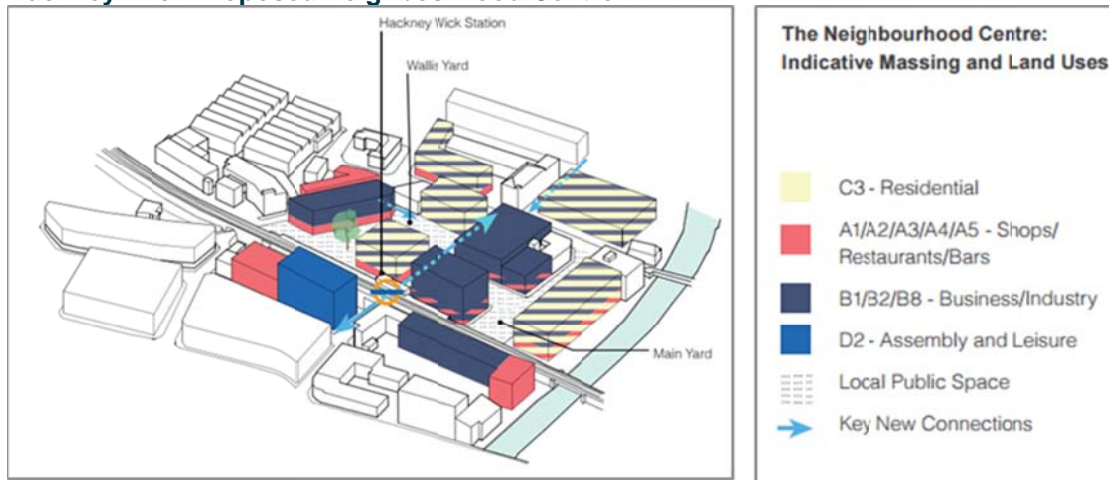 Hackney Wick Station
Wallis Yard
Main Yard
The Neighbourhood Centre:
Indicative Massing and Land Uses
C3 - Residential
A1/A2/A3/A4/A5 - Shops/
Restaurants/Bars
B1/B2/B8 - Business/Industry
D2 - Assembly and Leisure
Local Public Space
Key New Connections